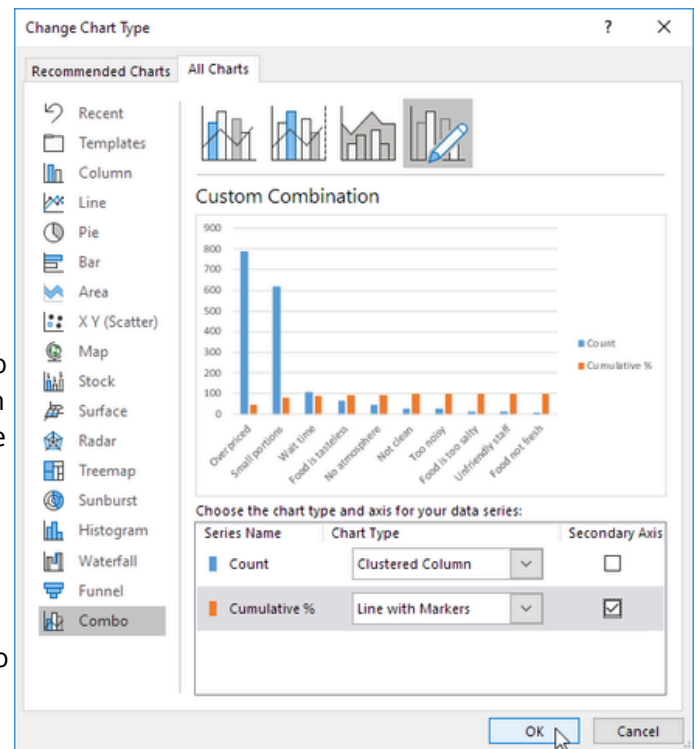 Change Chart Type
? ×
Recommended Charts All Charts
Recent
Templates
Column
Line
Pie
Bar
Area
X Y (Scatter)
Map
Stock
Surface
Radar
Treemap
Sunburst
Histogram
Waterfall
Funnel
Combo
Custom Combination
900
800
700
600
500
400
300
200
100
0
Overpriced
Small portions
Wait time
Food is tasteless
No atmosphere
Not clean
Too noisy
Food is too salty
Unfriendly staff
Food not fresh
Count
Cumulative %
Choose the chart type and axis for your data series:
Series Name Chart Type Secondary Axis
Count Clustered Column
Cumulative % Line with Markers
OK Cancel